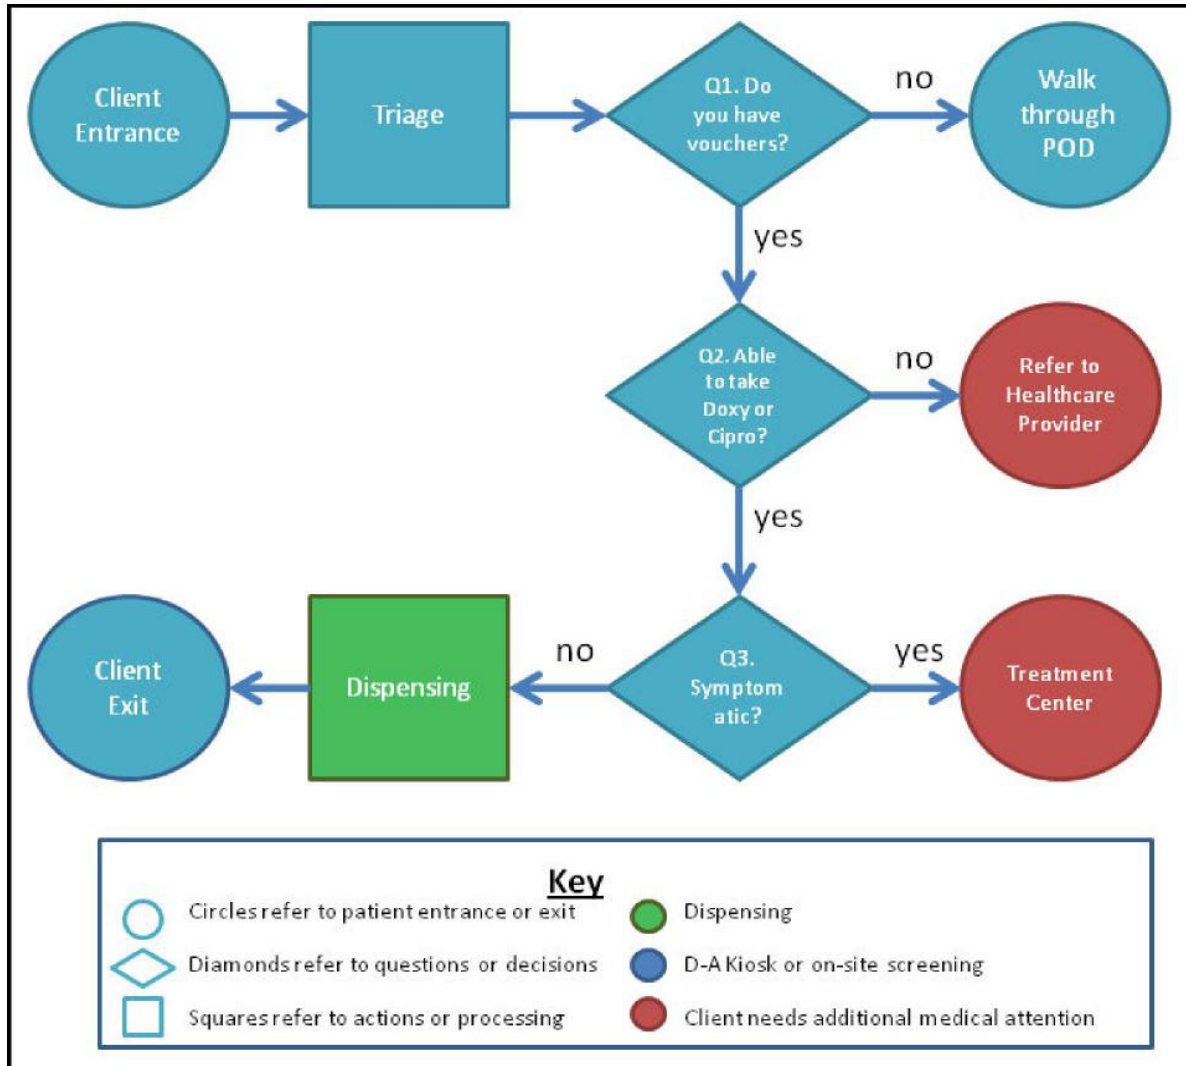 Client
Entrance
Triage
Q1. Do
you have
vouchers?
no
Walk
through
POD
yes
Q2. Able
to take
Doxy or
Cipro?
no
Refer to
Healthcare
Provider
yes
Client
Exit
Dispensing
no
Q3.
Symptom
atic?
yes
Treatment
Center
Key
Circles refer to patient entrance or exit
Dispensing
Diamonds refer to questions or decisions
D-A Kiosk or on-site screening
Squares refer to actions or processing
Client needs additional medical attention